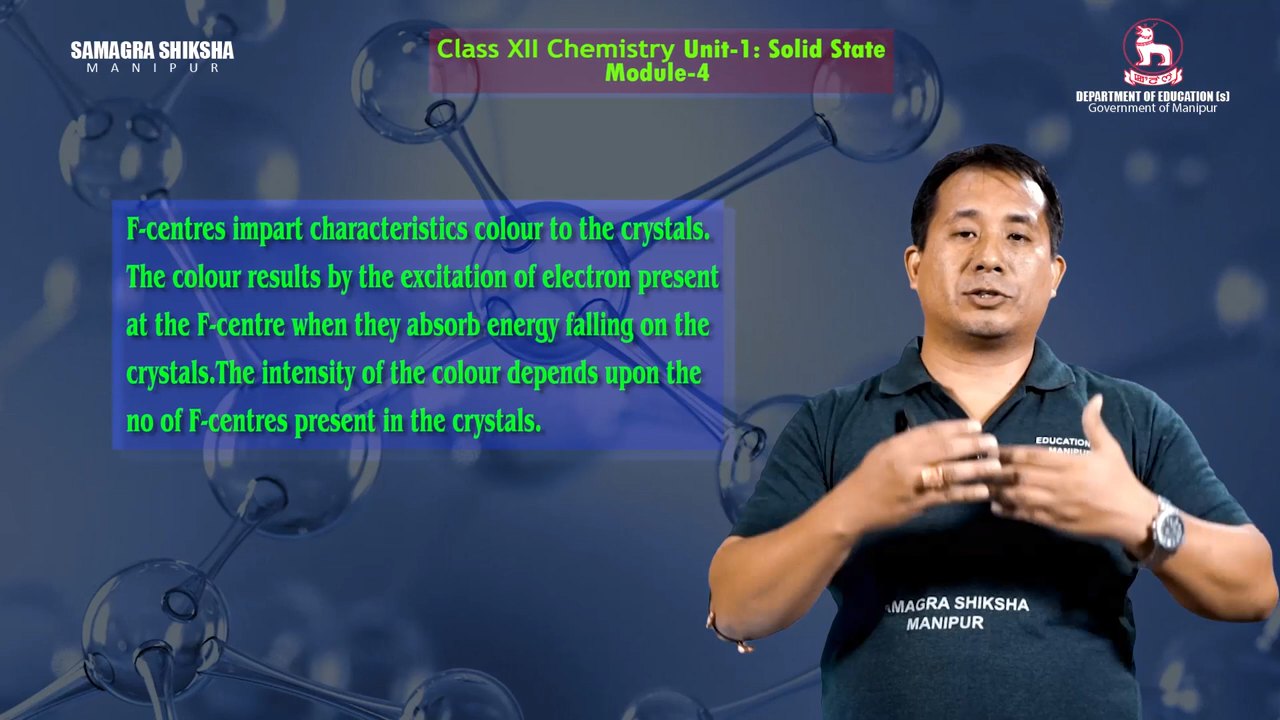 SAMAGRA SHIKSHA
MANIPUR
Class XII Chemistry Unit-1: Solid State
Module-4
DEPARTMENT OF EDUCATION (s)
Government of Manipur
F-centres impart characteristics colour to the crystals.
The colour results by the excitation of electron present
at the F-centre when they absorb energy falling on the
crystals.The intensity of the colour depends upon the
no of F-centres present in the crystals.
EDUCATION
MANIPUR
AMAGRA SHIKSHA
MANIPUR